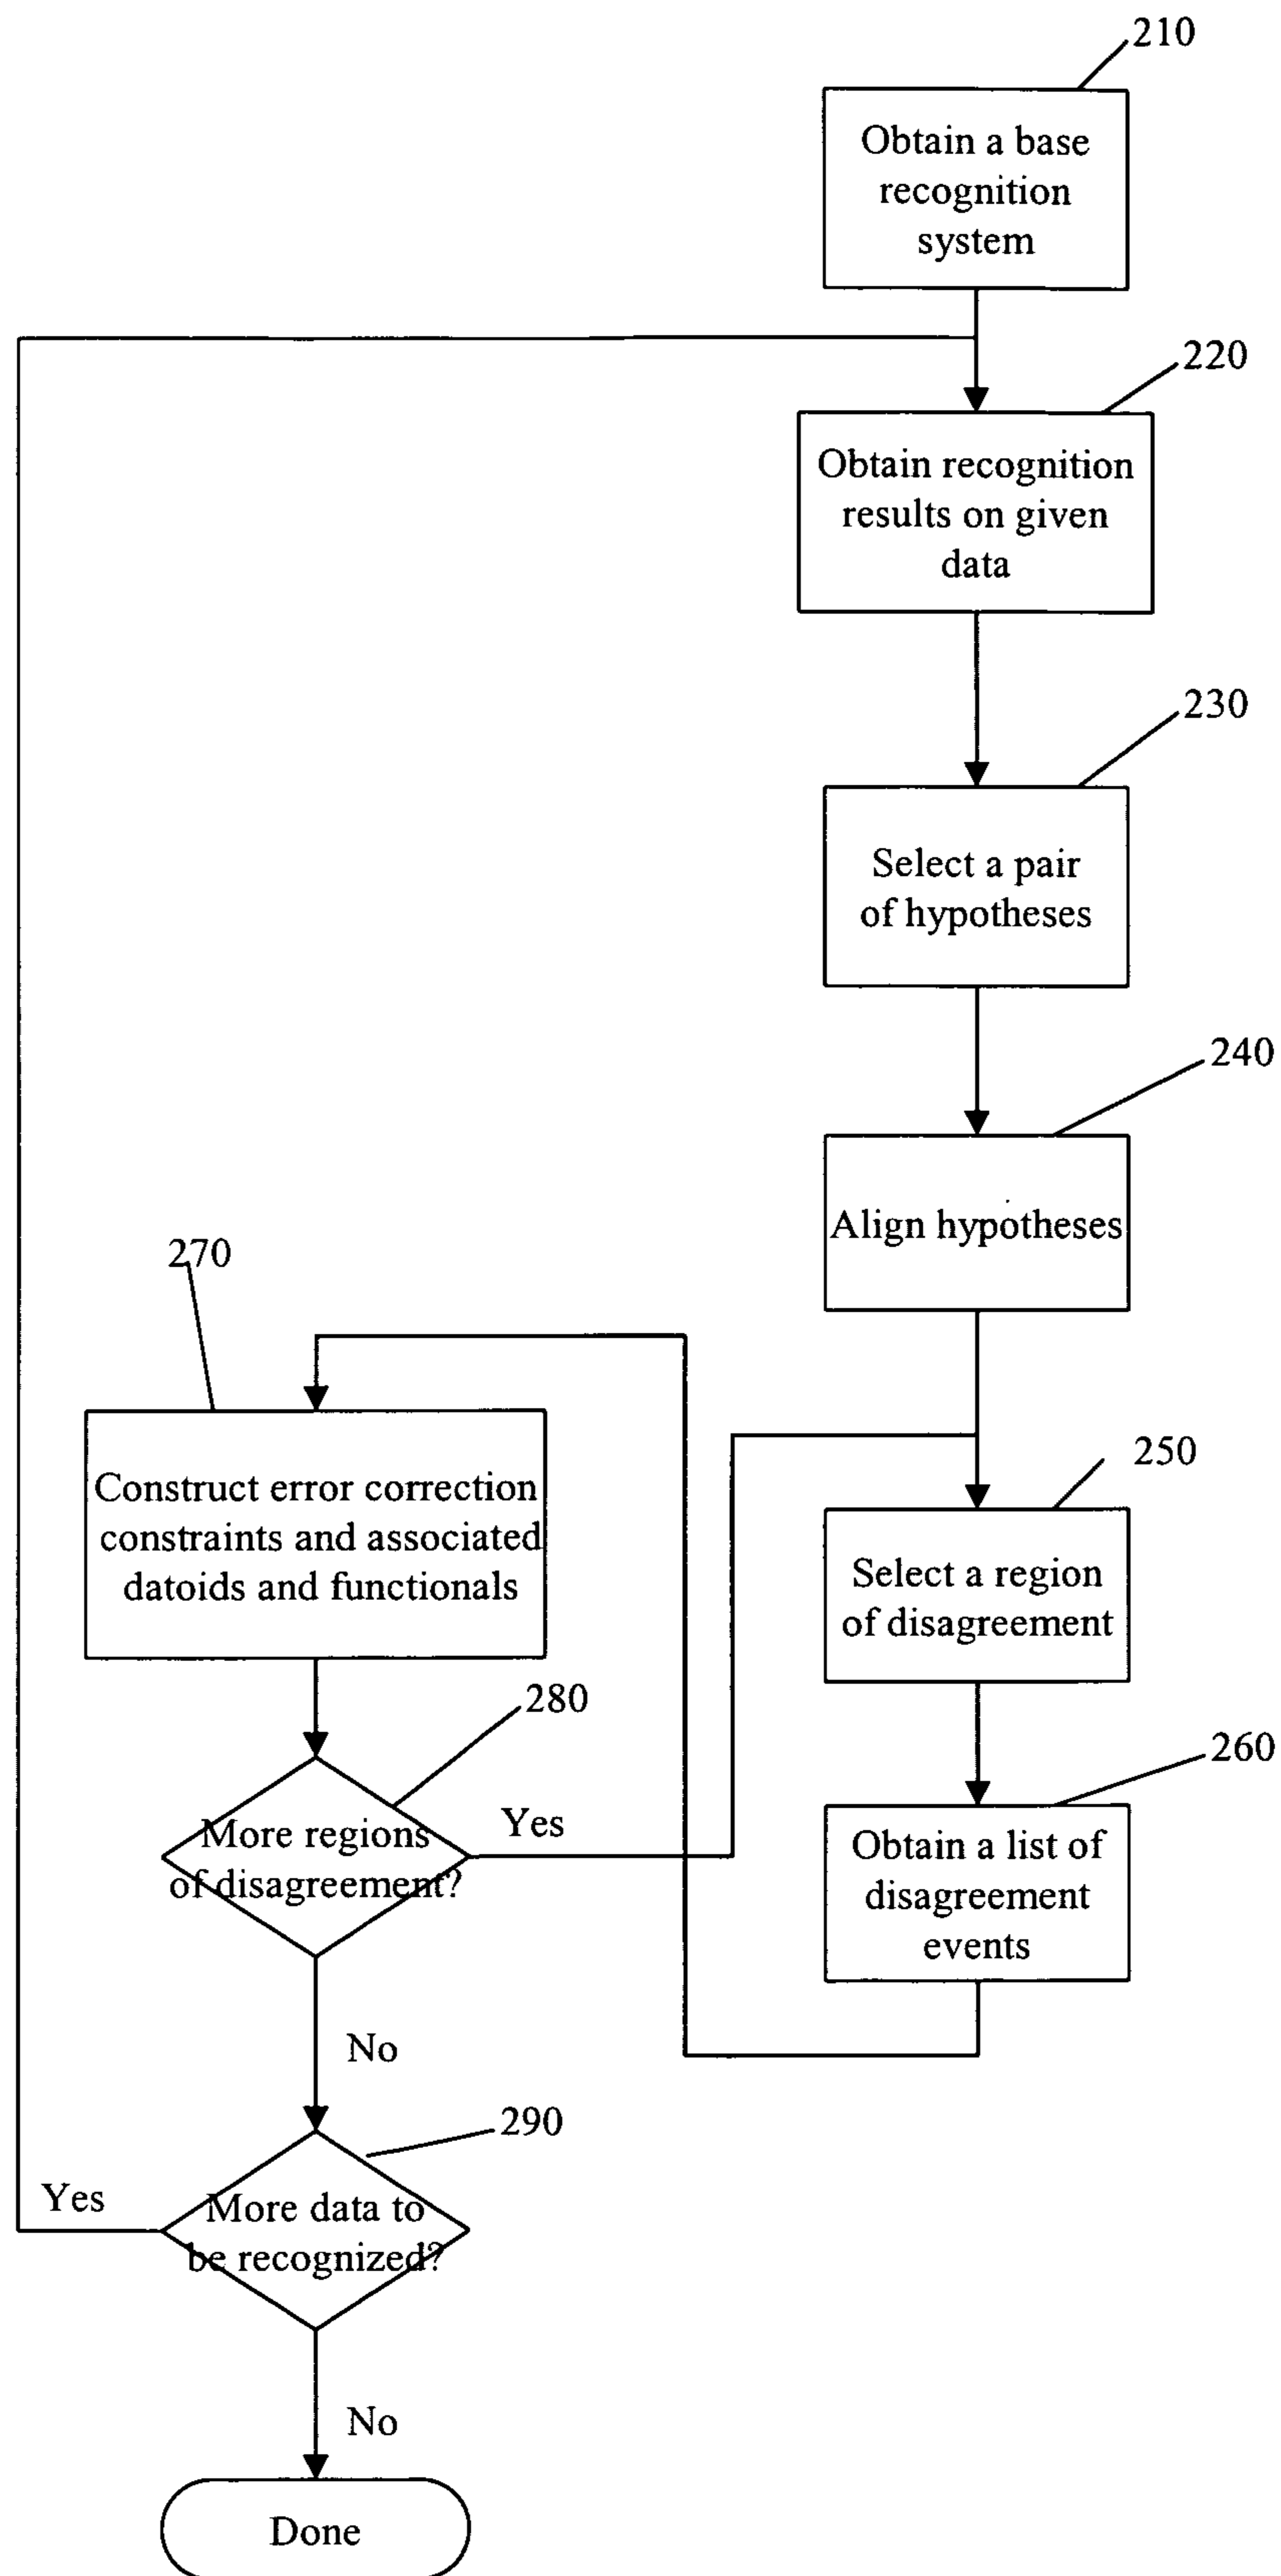 210
Obtain a base
recognition
system
220
Obtain recognition
results on given
data
230
Select a pair
of hypotheses
240
Align hypotheses
250
Select a region
of disagreement
260
Obtain a list of
disagreement
events
270
Construct error correction
constraints and associated
datoids and functionals
280
More regions
of disagreement?
Yes
No
290
More data to
be recognized?
Yes
No
Done